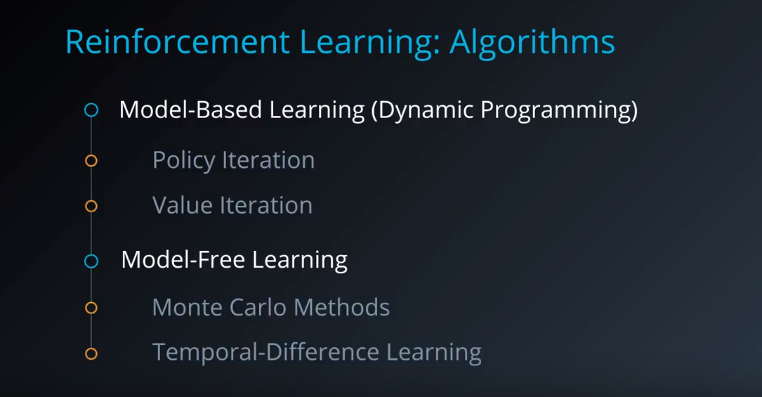 Reinforcement Learning: Algorithms
Model-Based Learning (Dynamic Programming)
Policy Iteration
Value Iteration
Model-Free Learning
Monte Carlo Methods
Temporal-Difference Learning